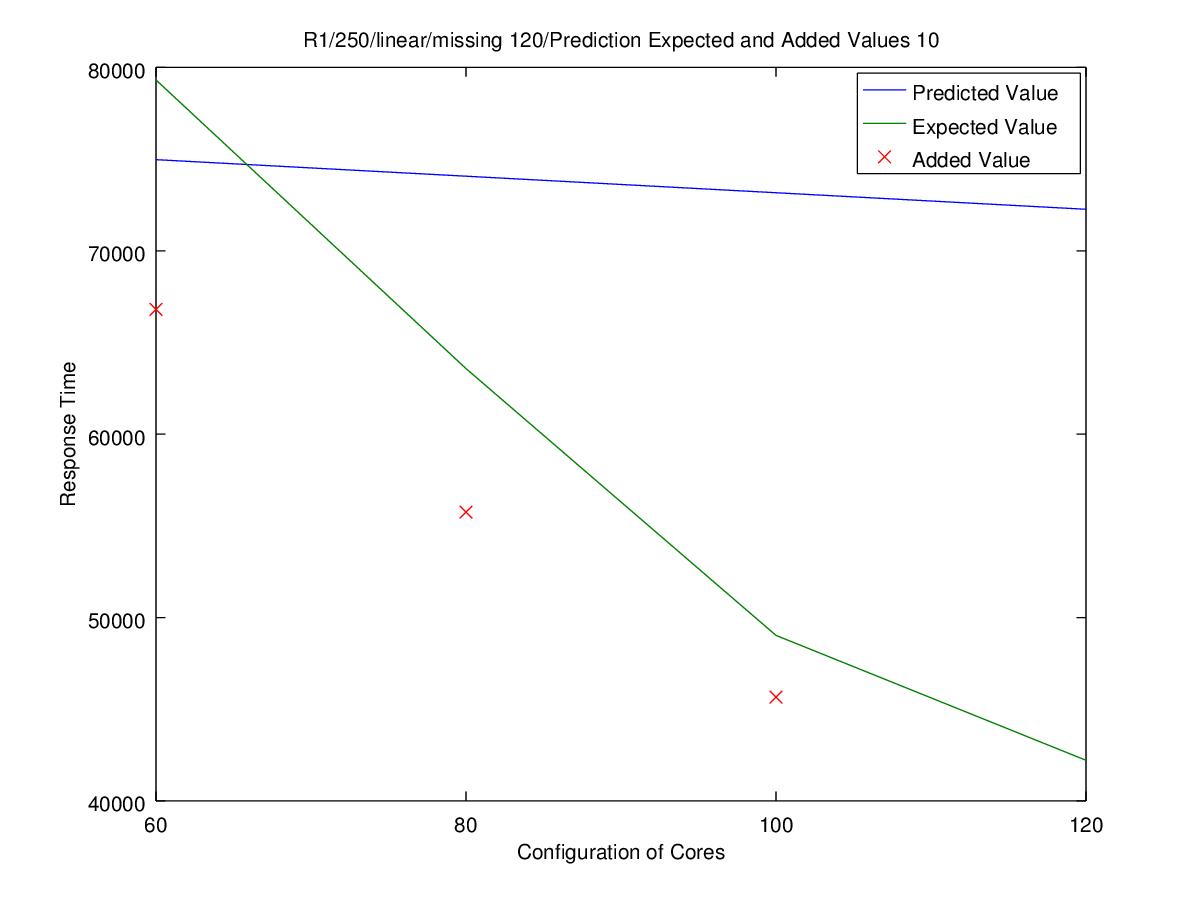 R1/250/linear/missing 120/Prediction Expected and Added Values 10
80000
70000
60000
50000
40000
60
80
100
120
Response Time
Configuration of Cores
Predicted Value
Expected Value
Added Value